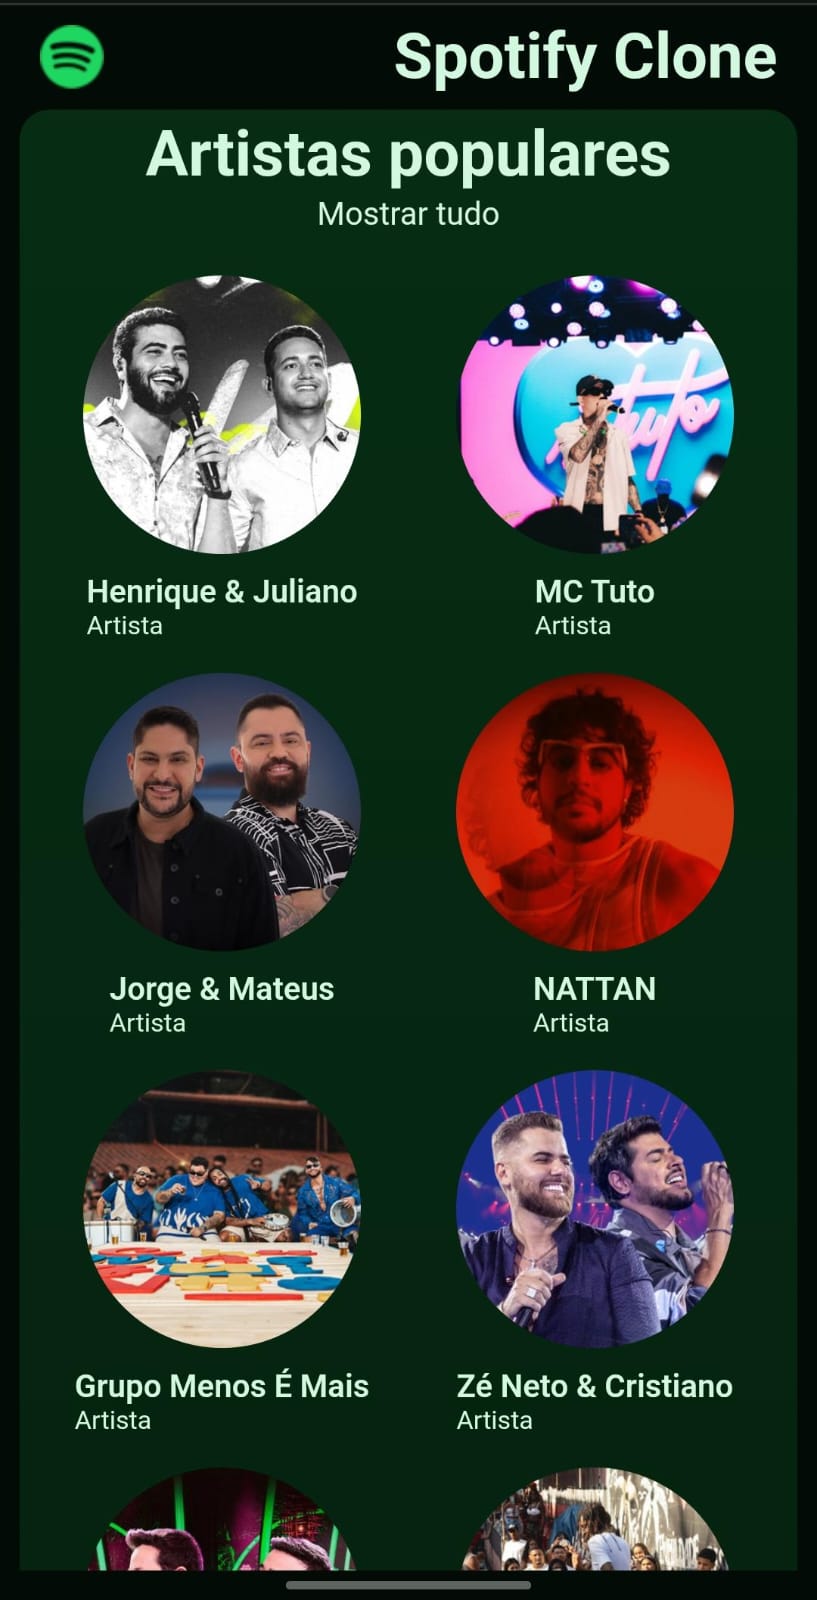 Spotify Clone
Artistas populares
Mostrar tudo
tuto
Henrique & Juliano
Artista
MC Tuto
Artista
Jorge & Mateus
Artista
NATTAN
Artista
Grupo Menos É Mais
Artista
Zé Neto & Cristiano
Artista